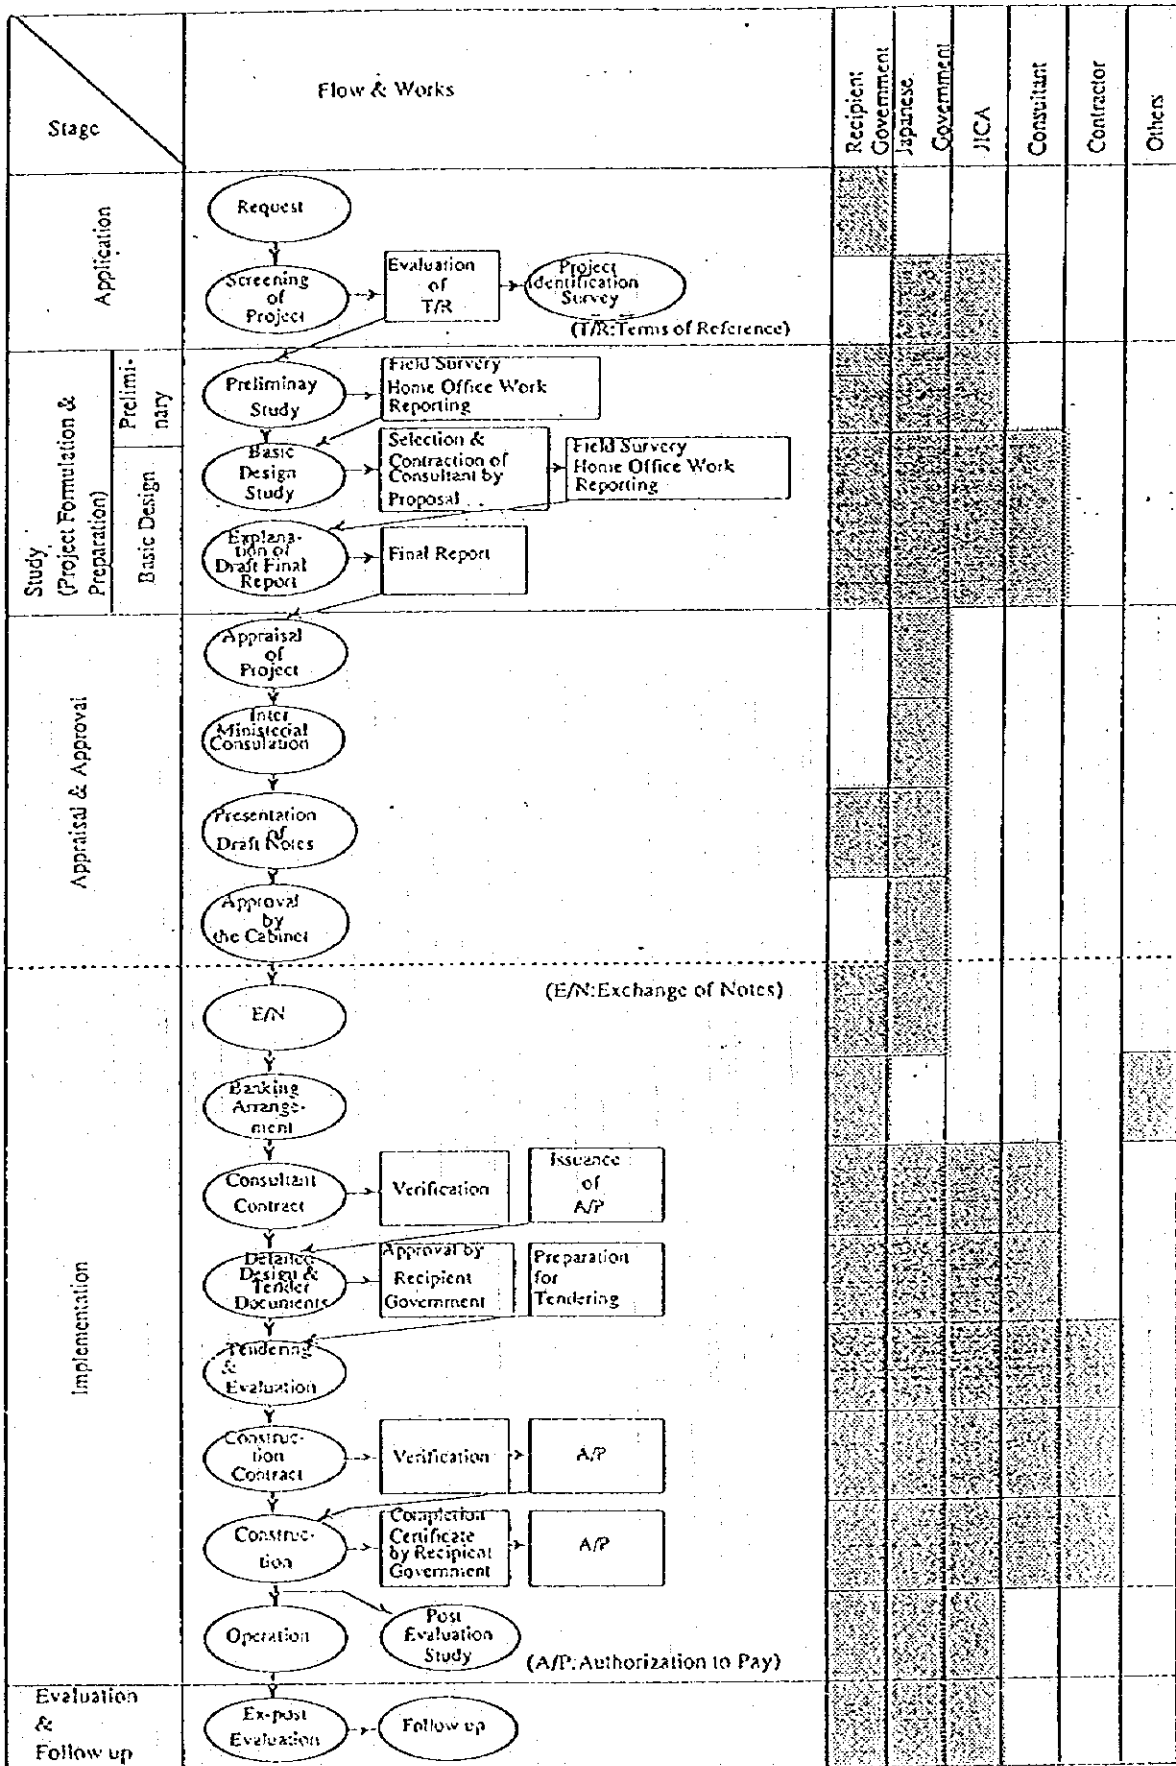 Stage
Flow & Works
Recipient
Government
Japanese
Government
JICA
Consultant
Contractor
Others
Application
Request
Screening
of
Project
Evaluation
of
T/R
Project
Identification
Survey
(T/R:Terms of Reference)
Study
(Project Formulation &
Preparation)
Prelimi-
nary
Preliminay
Study
Field Survery
Home Office Work
Reporting
Basic Design
Basic
Design
Study
Selection &
Contraction of
Consultant by
Proposal
Field Survery
Home Office Work
Reporting
Explana-
tion of
Draft Final
Report
Final Report
Appraisal & Approval
Appraisal
of
Project
Inter
Ministerial
Consulation
Presentation
of
Draft Notes
Approval
by
the Cabinet
Implementation
(E/N:Exchange of Notes)
E/N
Banking
Arrange-
ment
Consultant
Contract
Verification
Issuance
of
A/P
Detailed
Design &
Tender
Documents
Approval by
Recipient
Government
Preparation
for
Tendering
Tendering
&
Evaluation
Construc-
tion
Contract
Verification
A/P
Construc-
tion
Completion
Certificate
by Recipient
Government
A/P
Operation
Post
Evaluation
Study
(A/P:Authorization to Pay)
Evaluation
&
Follow up
Ex-post
Evaluation
Follow up